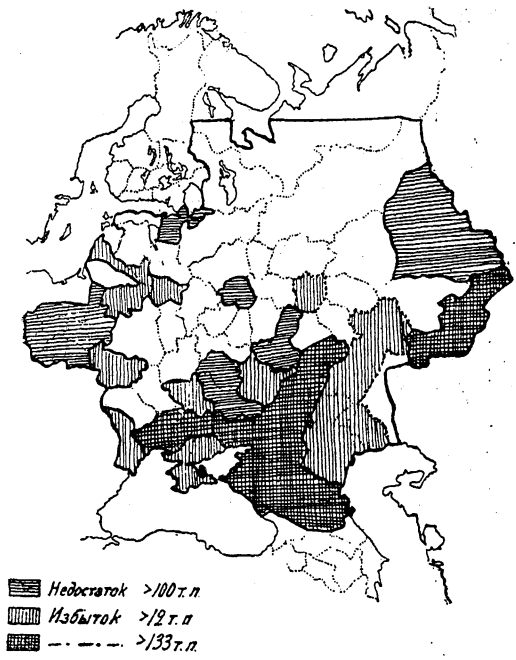 Недостаток >100 т.п.
Избыток >12 т.п
— · — · — · >133 т.п.